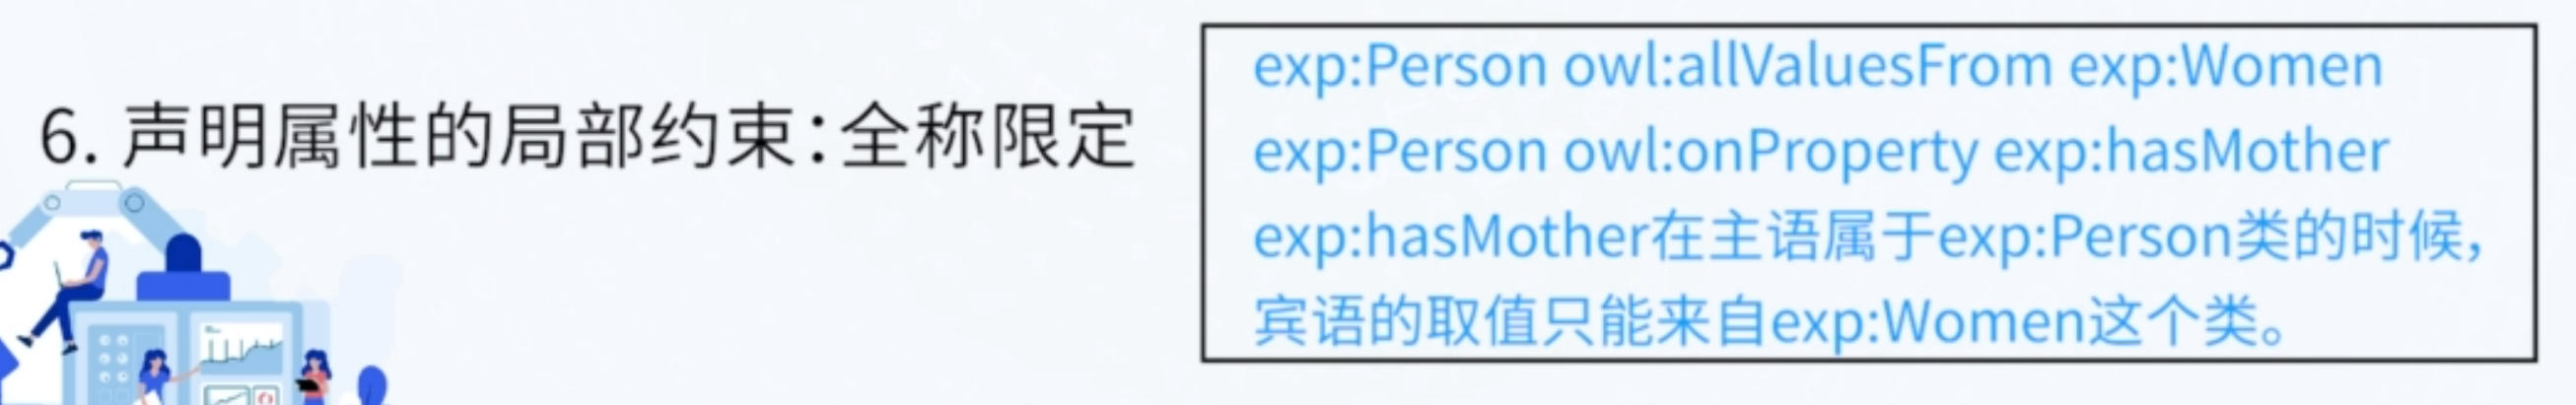 6. 声明属性的局部约束：全称限定
exp:Person owl:allValuesFrom exp:Women
exp:Person owl:onProperty exp:hasMother
exp:hasMother在主语属于exp:Person类的时候，
宾语的取值只能来自exp:Women这个类。